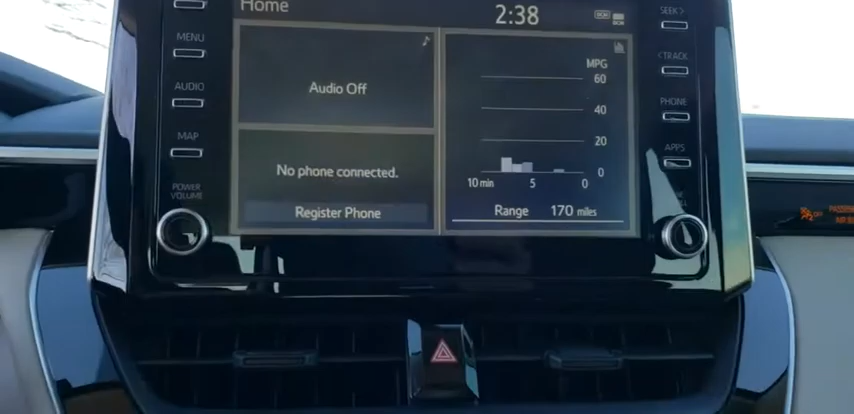 Home
2:38
SEEK >
MENU
MPG
60
< TRACK
AUDIO
Audio Off
40
PHONE
MAP
20
APPS
No phone connected.
0
10 min 5 0
POWER
VOLUME
Register Phone
Range 170 miles
OFF